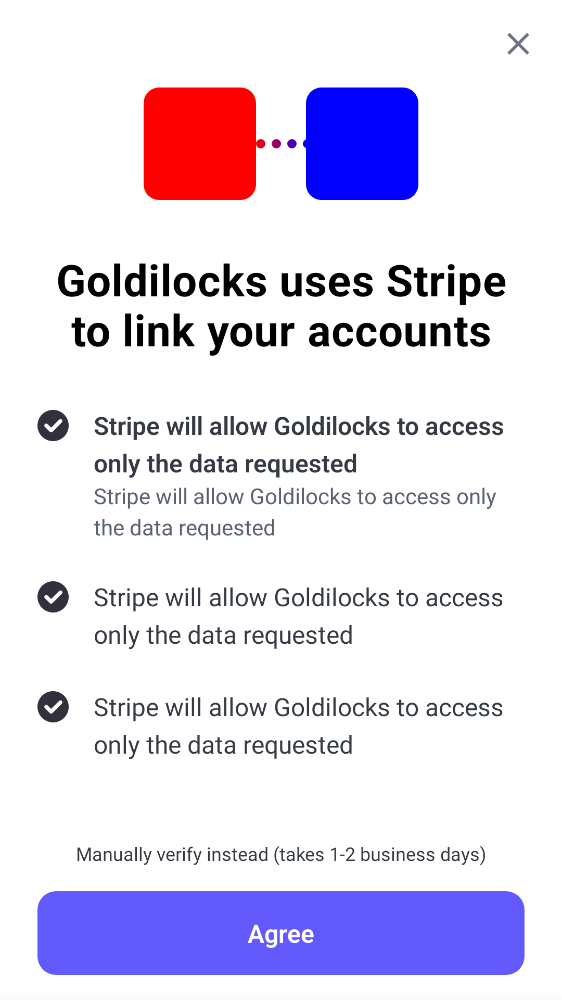 Goldilocks uses Stripe
to link your accounts
Stripe will allow Goldilocks to access
only the data requested
Stripe will allow Goldilocks to access only
the data requested
Stripe will allow Goldilocks to access
only the data requested
Stripe will allow Goldilocks to access
only the data requested
Manually verify instead (takes 1-2 business days)
Agree